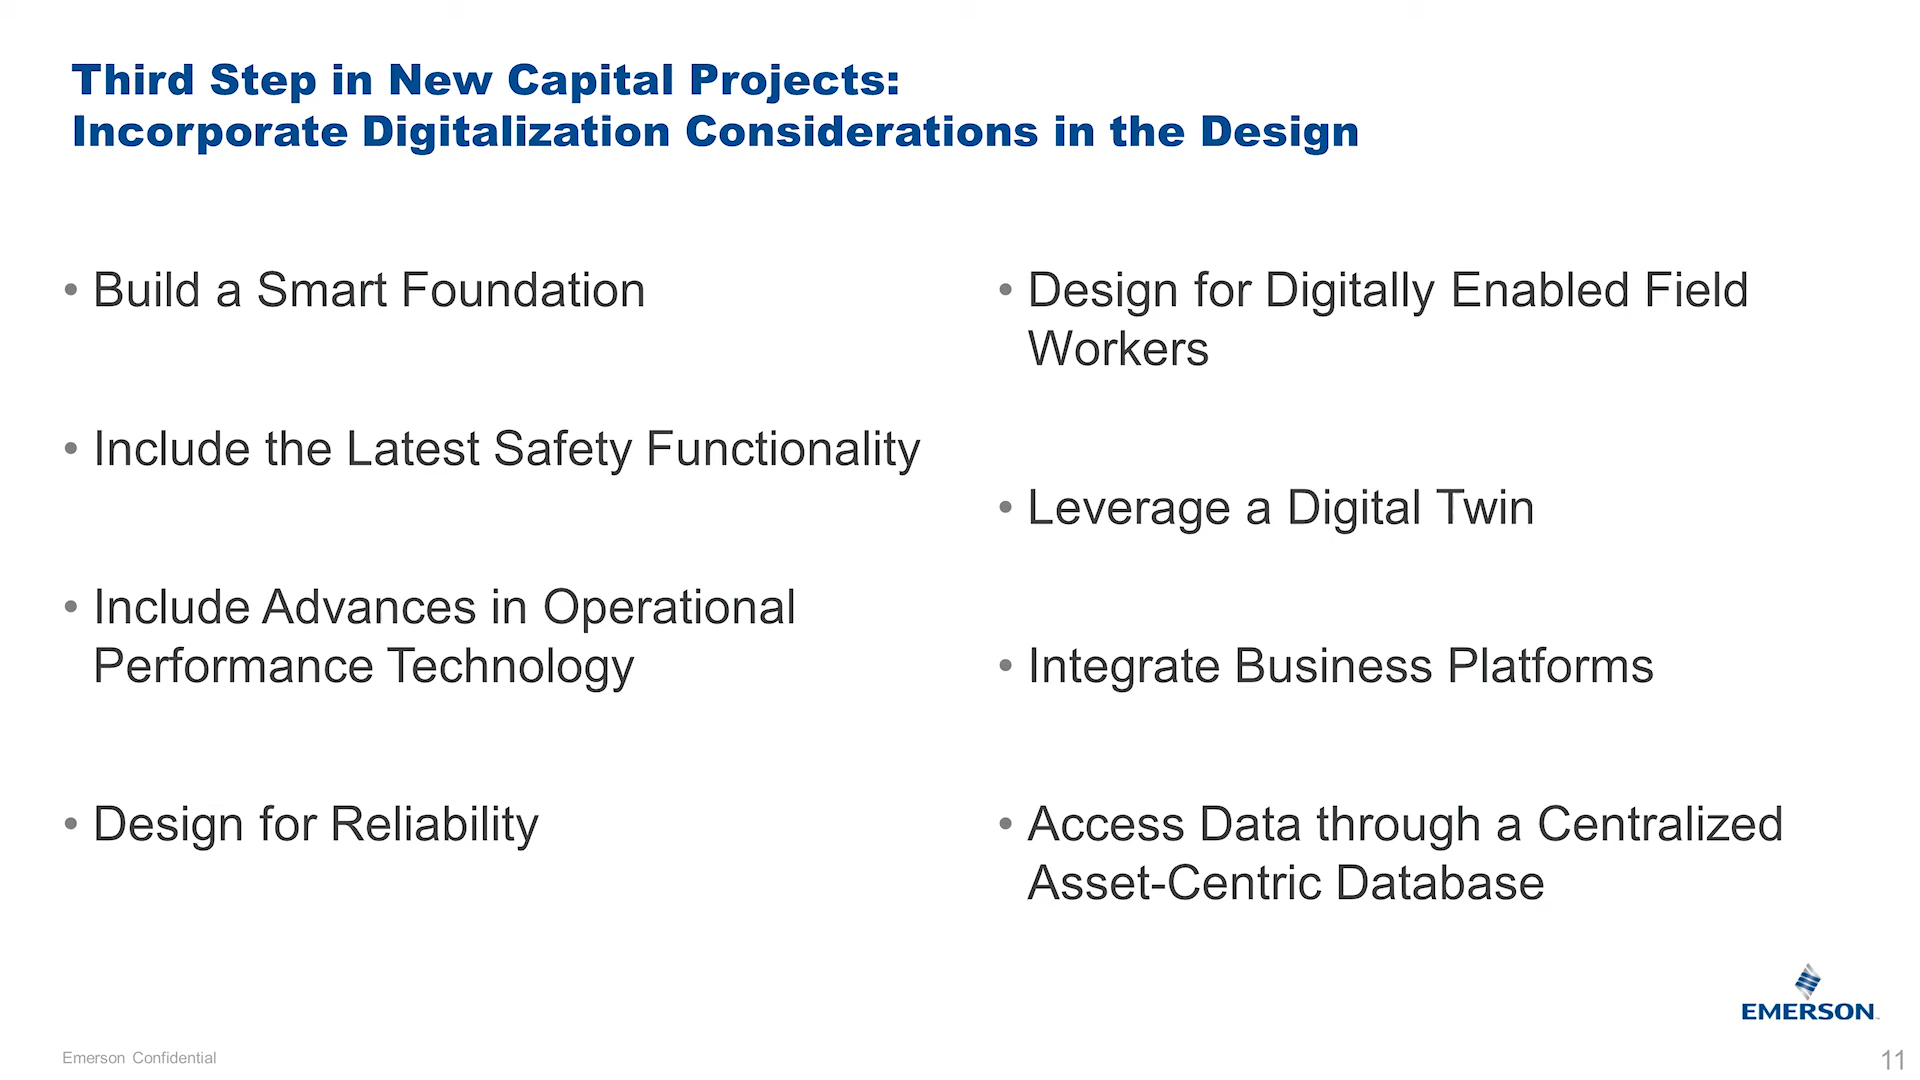 Third Step in New Capital Projects:
Incorporate Digitalization Considerations in the Design
• Build a Smart Foundation
• Include the Latest Safety Functionality
• Include Advances in Operational
Performance Technology
• Design for Reliability
• Design for Digitally Enabled Field
Workers
• Leverage a Digital Twin
• Integrate Business Platforms
• Access Data through a Centralized
Asset-Centric Database
EMERSON
Emerson Confidential
11